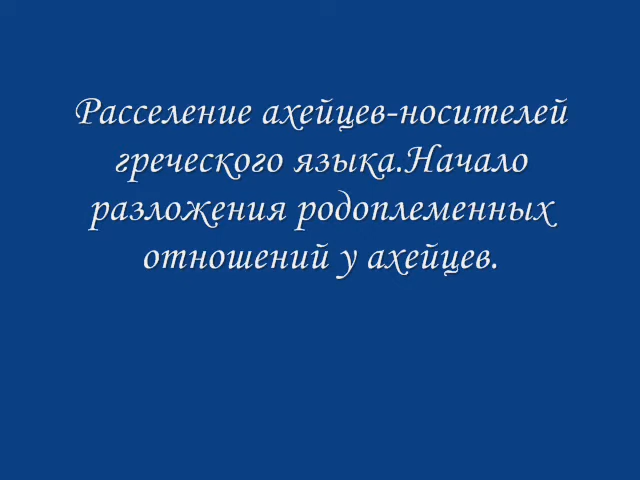 Расселение ахейцев-носителей
греческого языка.Начало
разложения родоплеменных
отношений у ахейцев.